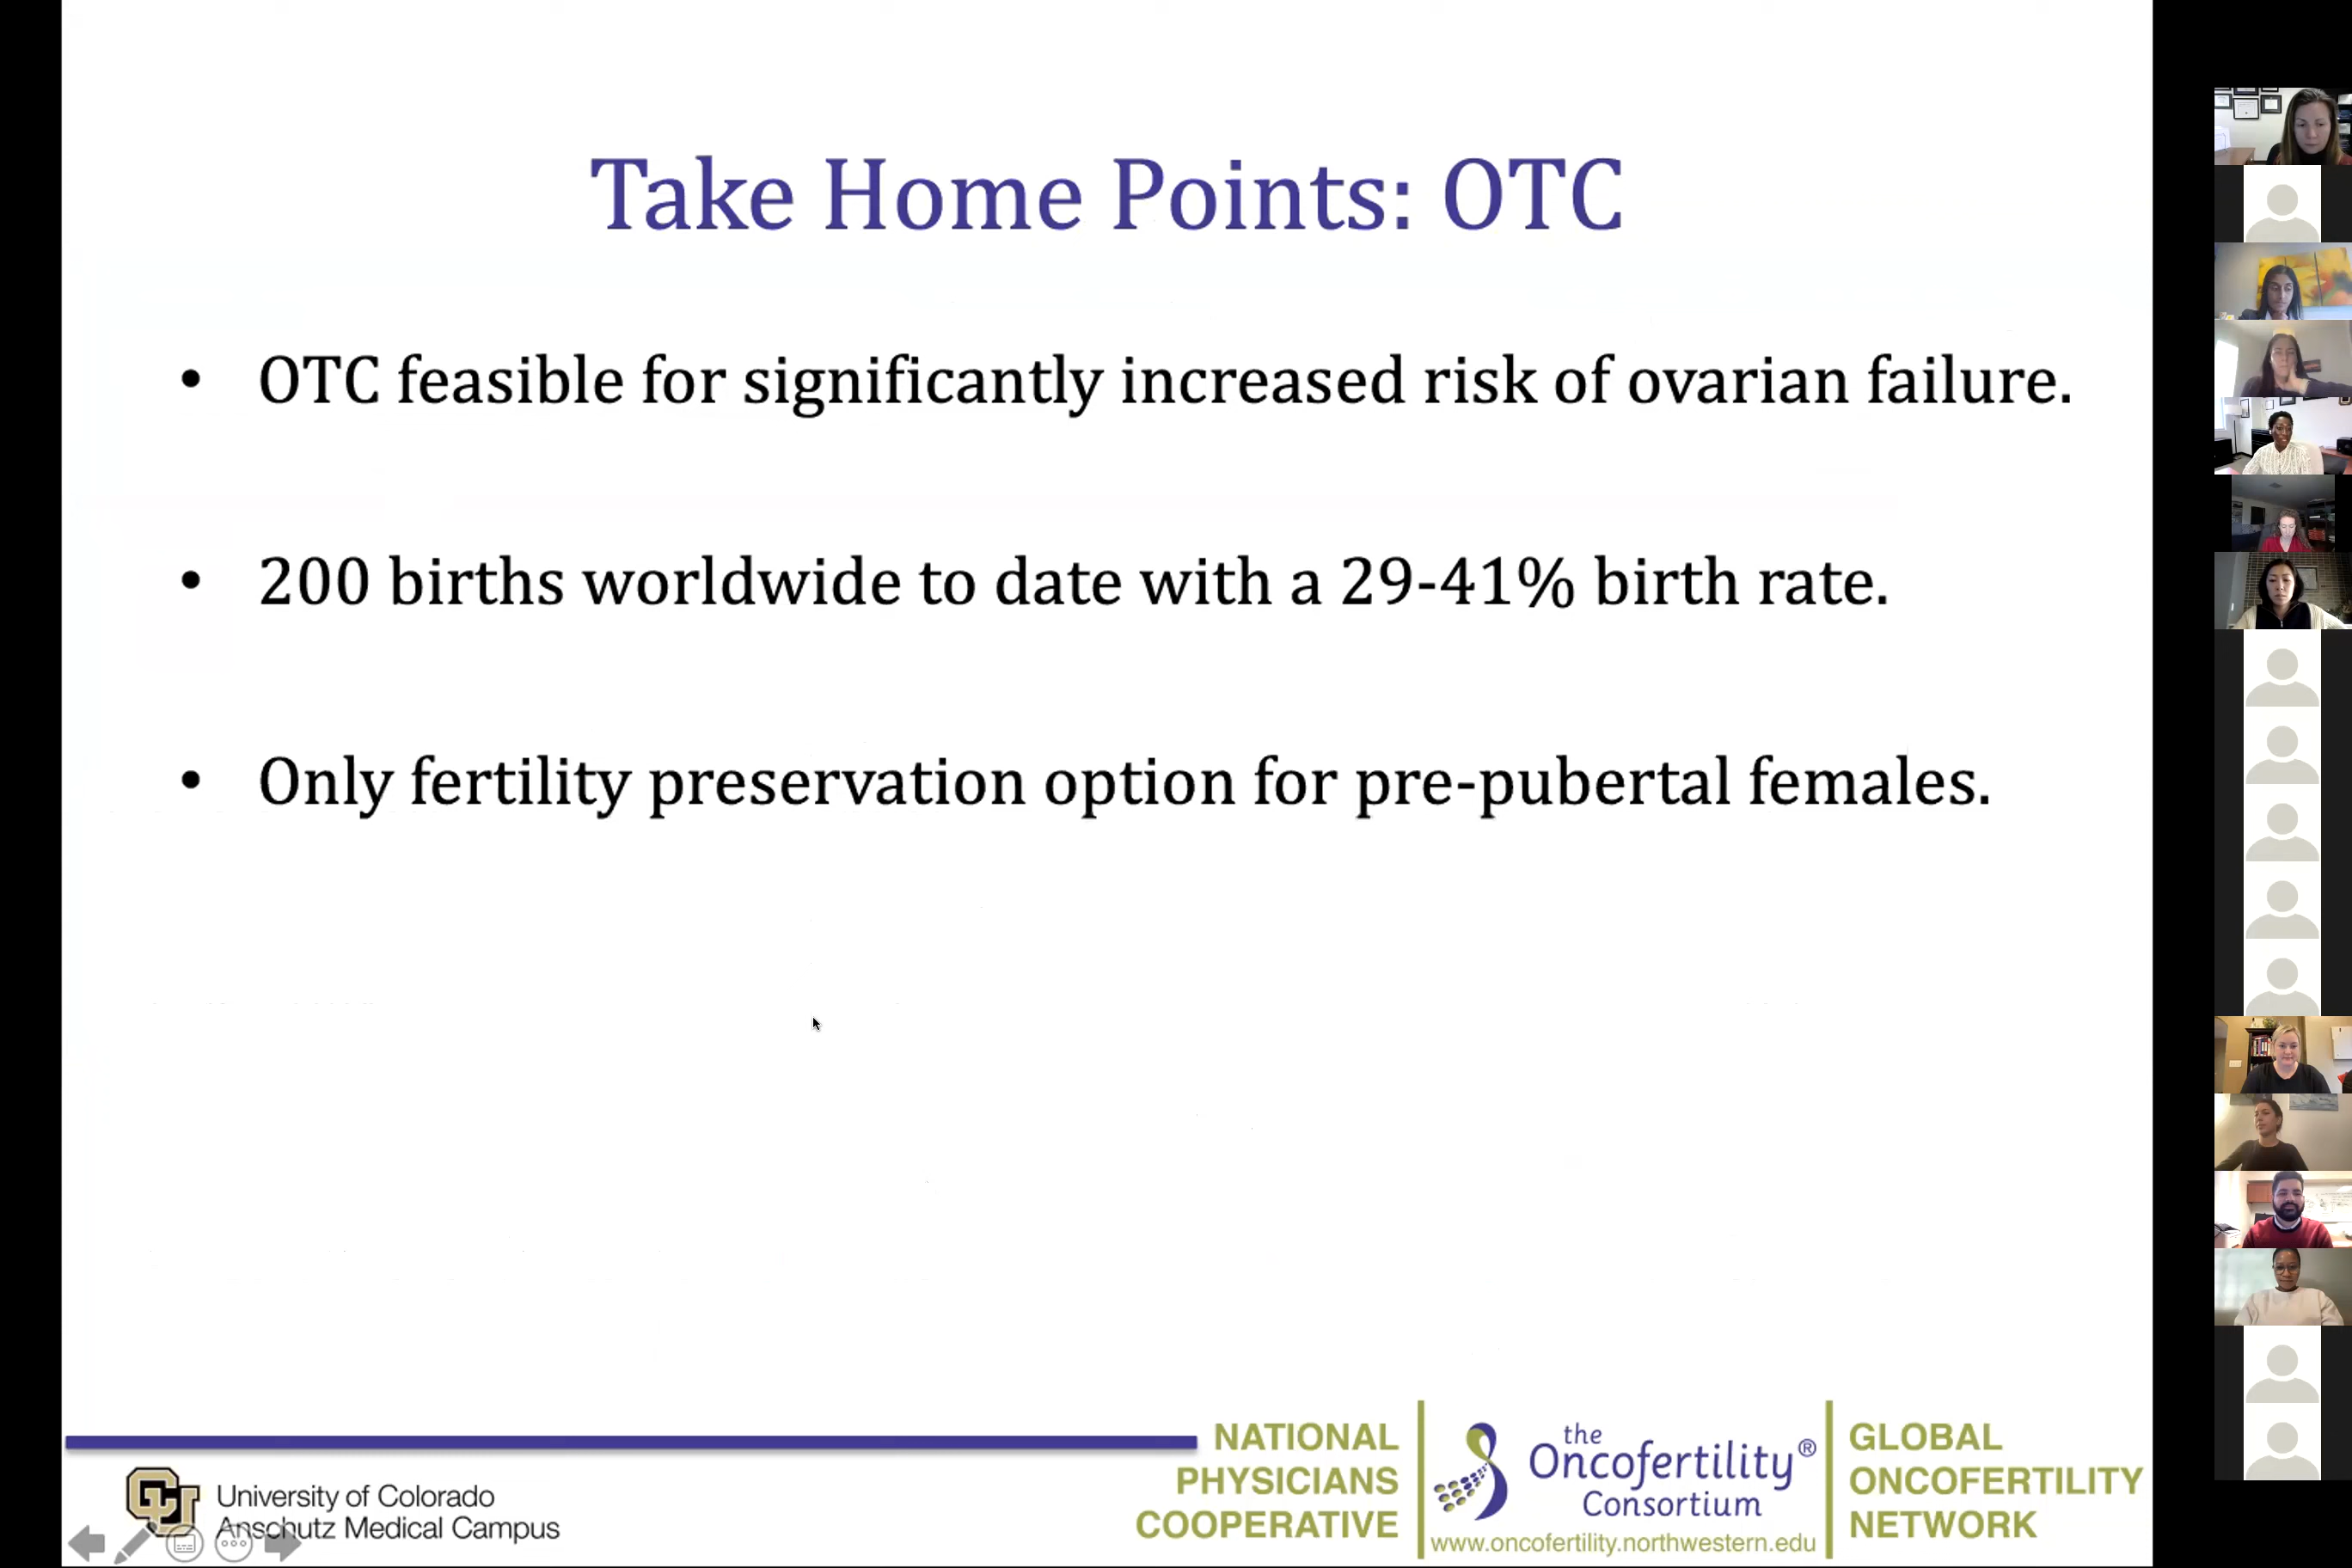 Take Home Points: OTC
• OTC feasible for significantly increased risk of ovarian failure.
• 200 births worldwide to date with a 29-41% birth rate.
• Only fertility preservation option for pre-pubertal females.
University of Colorado
Anschutz Medical Campus
NATIONAL
PHYSICIANS
COOPERATIVE
the
Oncofertility®
Consortium
www.oncofertility.northwestern.edu
GLOBAL
ONCOFERTILITY
NETWORK